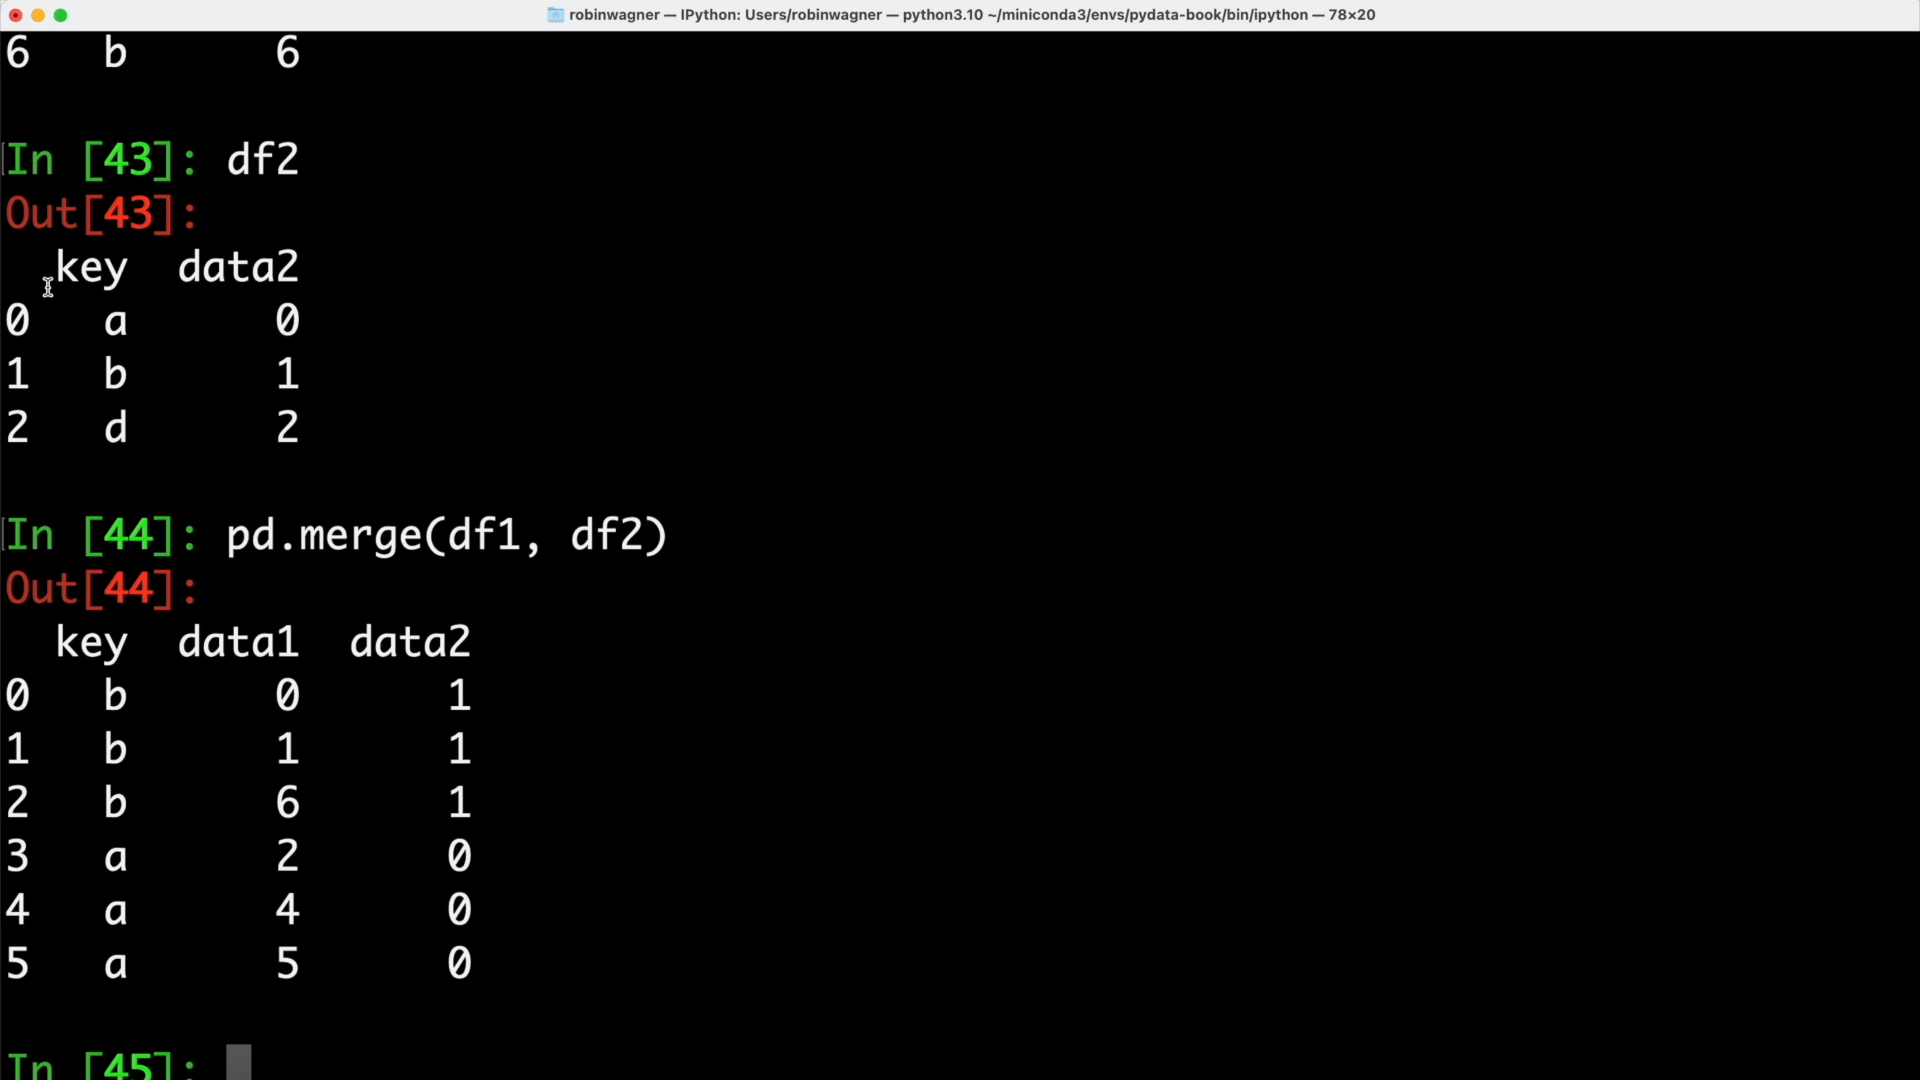 robinwagner — IPython: Users/robinwagner — python3.10 ~/miniconda3/envs/pydata-book/bin/ipython — 78×20
6   b      6
In [43]: df2
Out[43]:
  key  data2
0   a      0
1   b      1
2   d      2
In [44]: pd.merge(df1, df2)
Out[44]:
  key  data1  data2
0   b      0      1
1   b      1      1
2   b      6      1
3   a      2      0
4   a      4      0
5   a      5      0
In [45]: